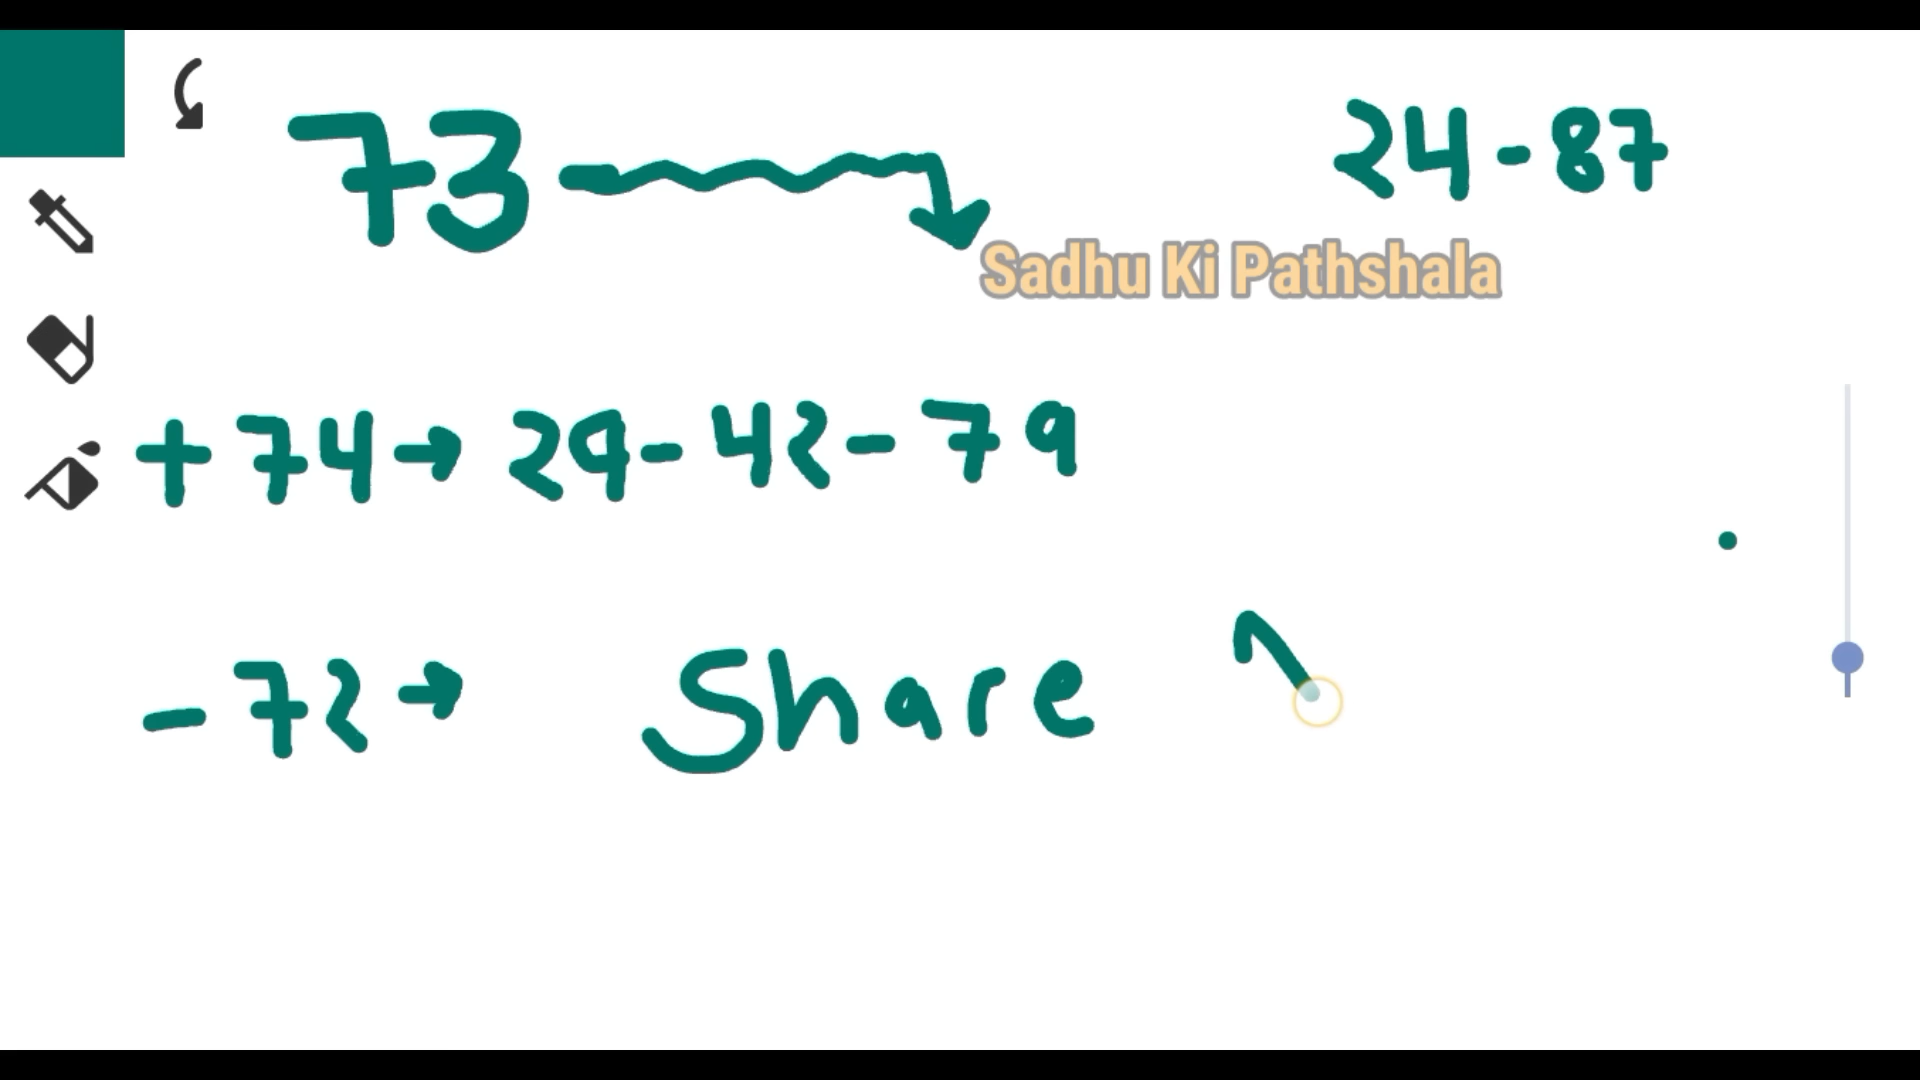 73 24-87
Sadhu Ki Pathshala
+74→ 29-42-79
-72→ Share